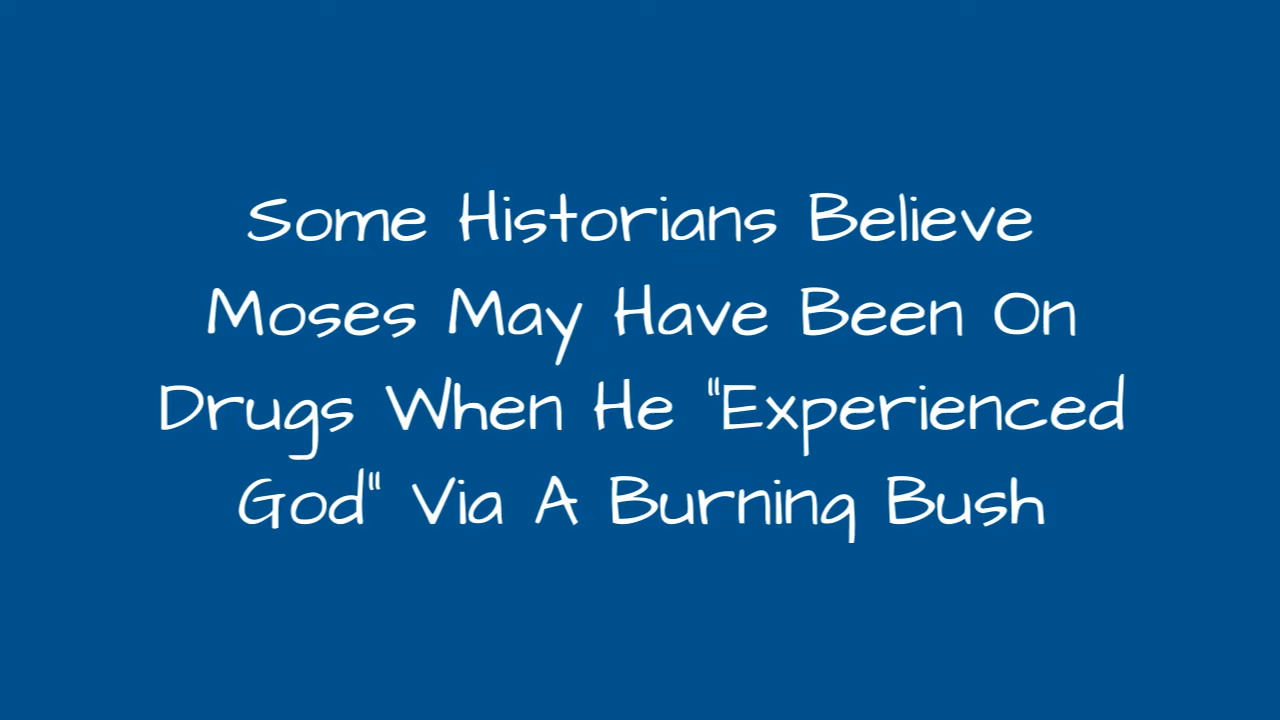 Some Historians Believe
Moses May Have Been On
Drugs When He "Experienced
God" Via A Burning Bush